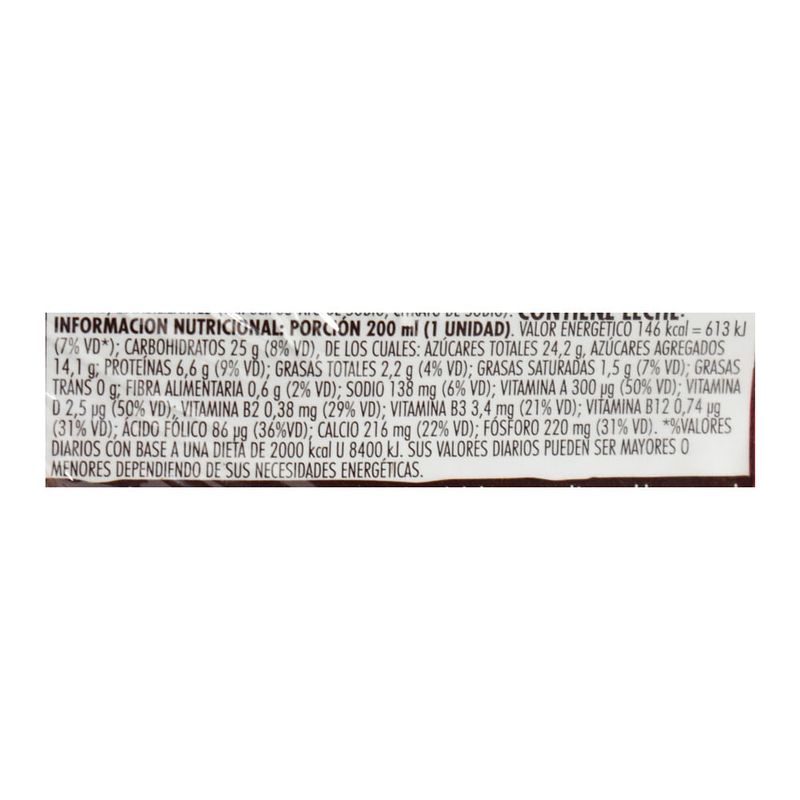 CONTIENE LECHE.
INFORMACION NUTRICIONAL: PORCIÓN 200 ml (1 UNIDAD). VALOR ENERGÉTICO 146 kcal = 613 kJ
(7% VD*); CARBOHIDRATOS 25 g (8% VD), DE LOS CUALES: AZÚCARES TOTALES 24,2 g, AZÚCARES AGREGADOS
14,1 g; PROTEÍNAS 6,6 g (9% VD); GRASAS TOTALES 2,2 g (4% VD); GRASAS SATURADAS 1,5 g (7% VD); GRASAS
TRANS 0 g; FIBRA ALIMENTARIA 0,6 g (2% VD); SODIO 138 mg (6% VD); VITAMINA A 300 µg (50% VD); VITAMINA
D 2,5 µg (50% VD), VITAMINA B2 0,38 mg (29% VD); VITAMINA B3 3,4 mg (21% VD); VITAMINA B12 0,74 µg
(31% VD); ÁCIDO FÓLICO 86 µg (36%VD); CALCIO 216 mg (22% VD); FÓSFORO 220 mg (31% VD). *%VALORES
DIARIOS CON BASE A UNA DIETA DE 2000 kcal U 8400 kJ. SUS VALORES DIARIOS PUEDEN SER MAYORES O
MENORES DEPENDIENDO DE SUS NECESIDADES ENERGÉTICAS.